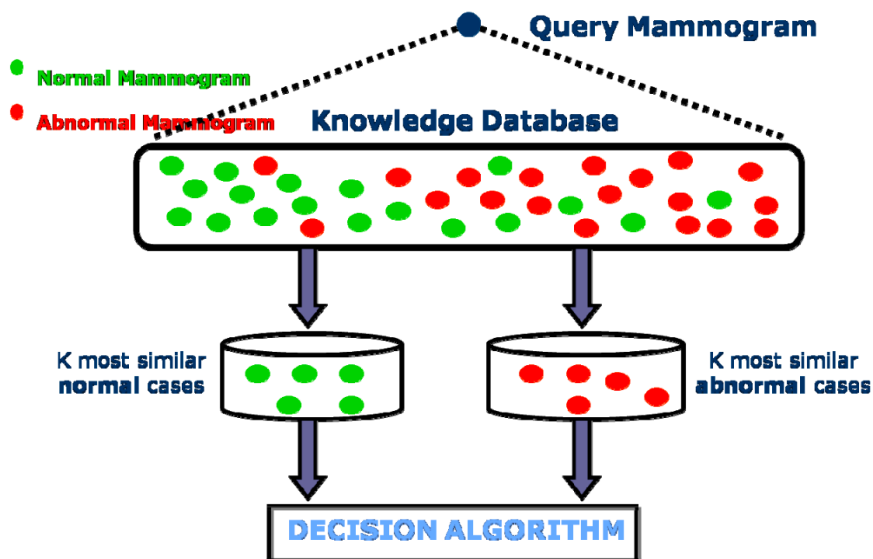 Query Mammogram
Normal Mammogram
Abnormal Mammogram
Knowledge Database
K most similar
normal cases
K most similar
abnormal cases
DECISION ALGORITHM